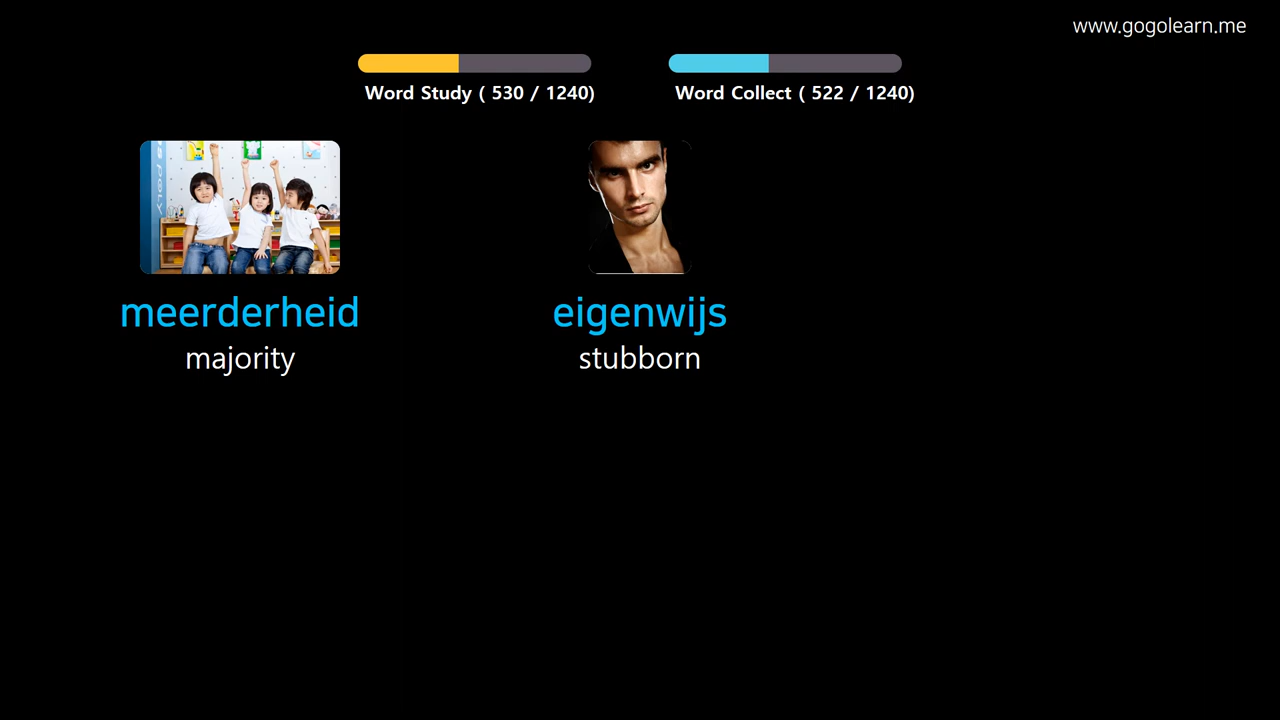 www.gogolearn.me
Word Study ( 530 / 1240)
Word Collect ( 522 / 1240)
meerderheid
majority
eigenwijs
stubborn